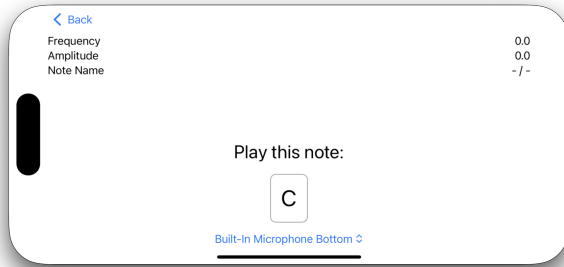 Back
Frequency 0.0
Amplitude 0.0
Note Name - / -
Play this note:
C
Built-In Microphone Bottom